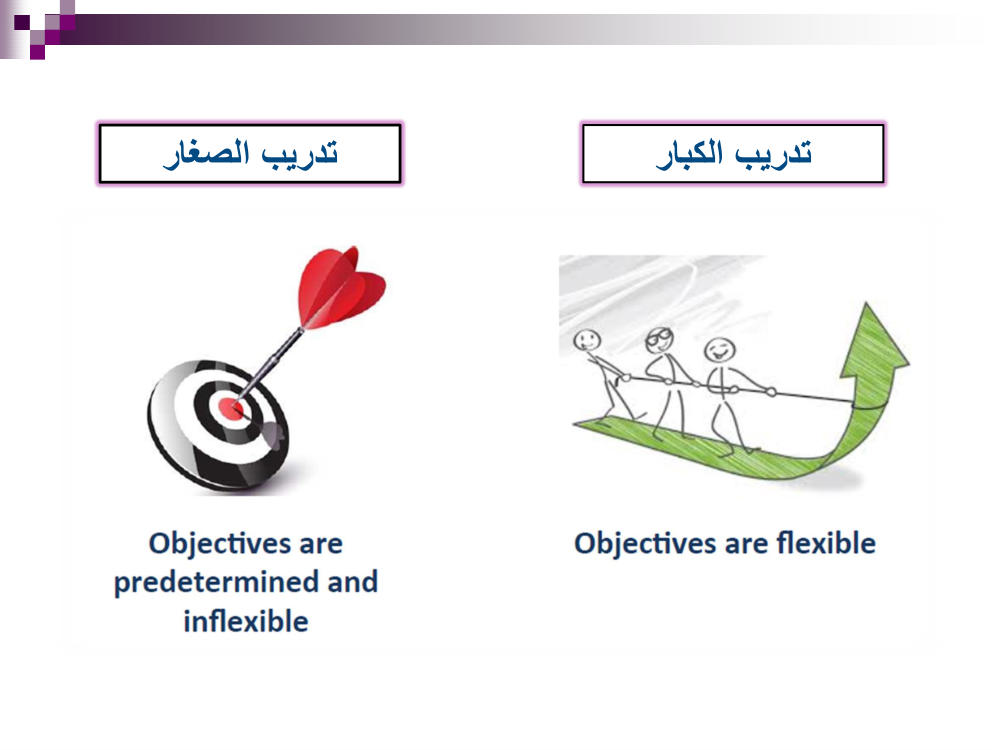 تدريب الصغار
تدريب الكبار
Objectives are
predetermined and
inflexible
Objectives are flexible